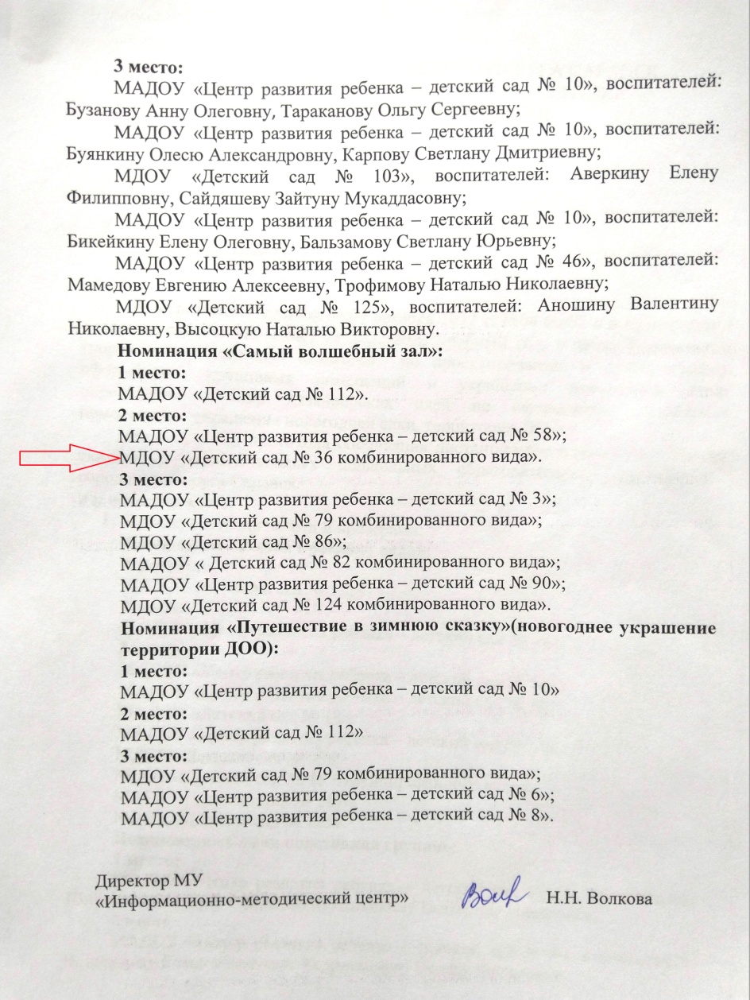 3 место:
МАДОУ «Центр развития ребенка – детский сад № 10», воспитателей:
Бузанову Анну Олеговну, Тараканову Ольгу Сергеевну;
МАДОУ «Центр развития ребенка – детский сад № 10», воспитателей:
Буянкину Олесю Александровну, Карпову Светлану Дмитриевну;
МДОУ «Детский сад № 103», воспитателей: Аверкину Елену
Филипповну, Сайдяшеву Зайтуну Мукаддасовну;
МАДОУ «Центр развития ребенка – детский сад № 10», воспитателей:
Бикейкину Елену Олеговну, Бальзамову Светлану Юрьевну;
МАДОУ «Центр развития ребенка – детский сад № 46», воспитателей:
Мамедову Евгению Алексеевну, Трофимову Наталью Николаевну;
МДОУ «Детский сад № 125», воспитателей: Аношину Валентину
Николаевну, Высоцкую Наталью Викторовну.
Номинация «Самый волшебный зал»:
1 место:
МАДОУ «Детский сад № 112».
2 место:
МАДОУ «Центр развития ребенка – детский сад № 58»;
МДОУ «Детский сад № 36 комбинированного вида».
3 место:
МАДОУ «Центр развития ребенка – детский сад № 3»;
МДОУ «Детский сад № 79 комбинированного вида»;
МДОУ «Детский сад № 86»;
МАДОУ « Детский сад № 82 комбинированного вида»;
МАДОУ «Центр развития ребенка – детский сад № 90»;
МДОУ «Детский сад № 124 комбинированного вида».
Номинация «Путешествие в зимнюю сказку»(новогоднее украшение
территории ДОО):
1 место:
МАДОУ «Центр развития ребенка – детский сад № 10»
2 место:
МАДОУ «Детский сад № 112»
3 место:
МДОУ «Детский сад № 79 комбинированного вида»;
МАДОУ «Центр развития ребенка – детский сад № 6»;
МАДОУ «Центр развития ребенка – детский сад № 8».
Директор МУ
«Информационно-методический центр» Н.Н. Волкова